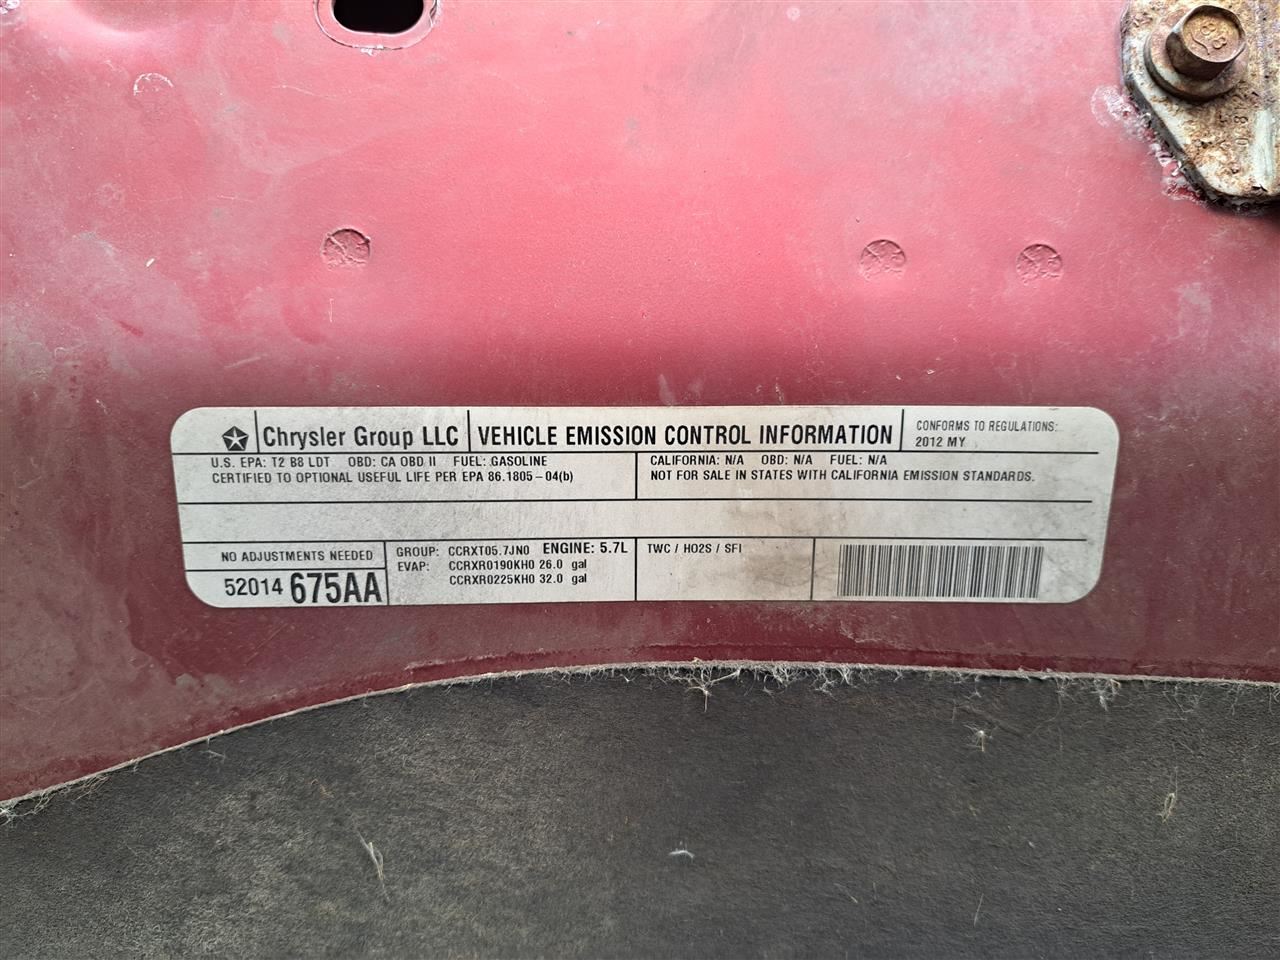 Chrysler Group LLC
VEHICLE EMISSION CONTROL INFORMATION
CONFORMS TO REGULATIONS:
2012 MY
U.S. EPA: T2 B8 LDT OBD: CA OBD II FUEL: GASOLINE
CERTIFIED TO OPTIONAL USEFUL LIFE PER EPA 86.1805-04(b)
CALIFORNIA: N/A OBD: N/A FUEL: N/A
NOT FOR SALE IN STATES WITH CALIFORNIA EMISSION STANDARDS.
NO ADJUSTMENTS NEEDED
52014 675AA
GROUP: CCRXT05.7JN0 ENGINE: 5.7L
EVAP: CCRXR0190KH0 26.0 gal
CCRXR0225KH0 32.0 gal
TWC / HO2S / SFI